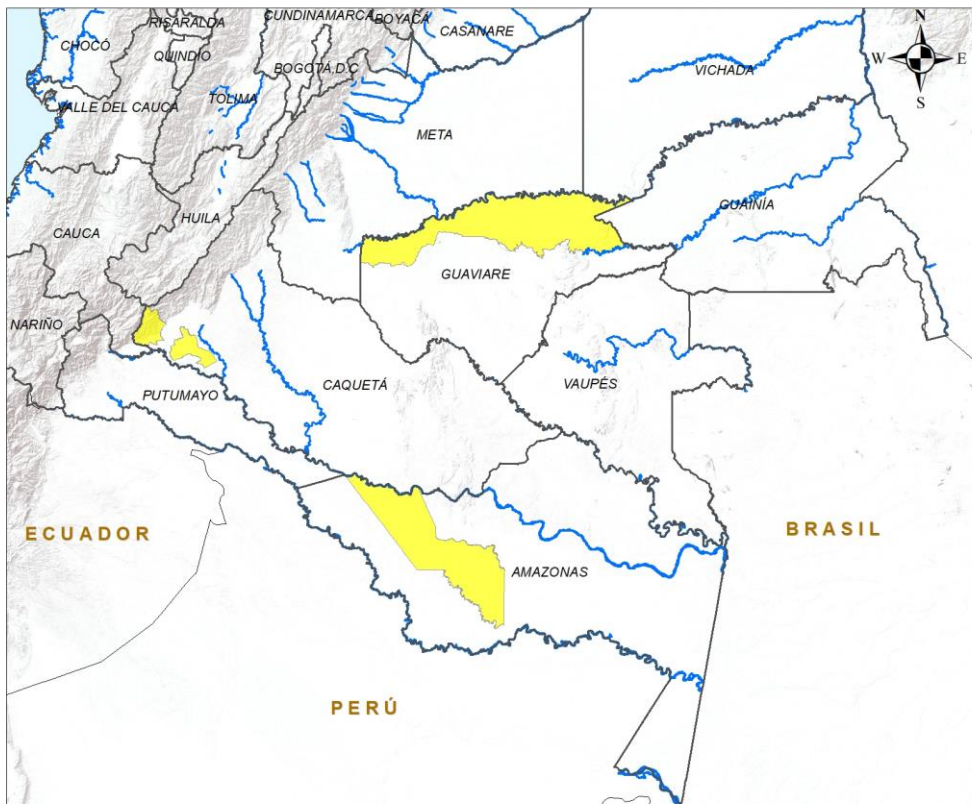 RISARALDA
CUNDINAMARCA
BOYACÁ
CASANARE
N
CHOCÓ
QUINDIO
BOGOTÁ,D.C
W
E
VICHADA
S
VALLE DEL CAUCA
TOLIMA
META
HUILA
GUAINÍA
CAUCA
GUAVIARE
NARIÑO
CAQUETÁ
VAUPÉS
PUTUMAYO
ECUADOR
BRASIL
AMAZONAS
PERÚ